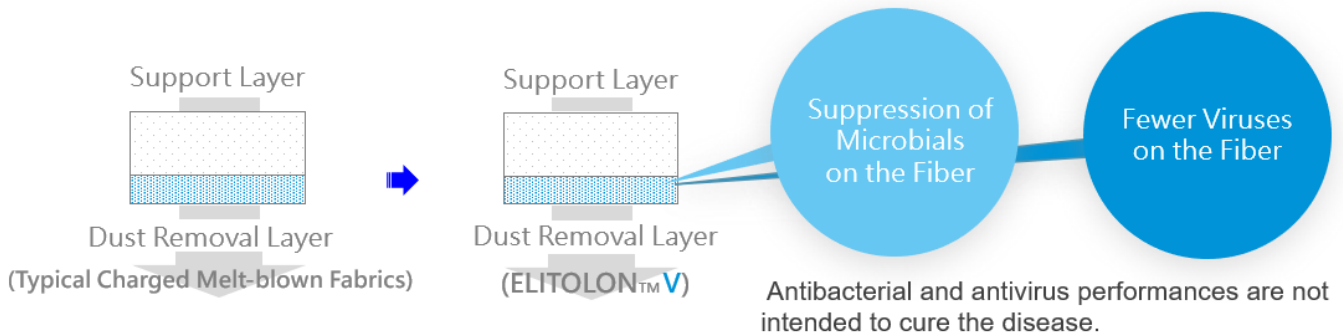 Support Layer
Dust Removal Layer
(Typical Charged Melt-blown Fabrics)
Support Layer
Dust Removal Layer
(ELITOLON™ V)
Suppression of
Microbials
on the Fiber
Fewer Viruses
on the Fiber
Antibacterial and antivirus performances are not
intended to cure the disease.